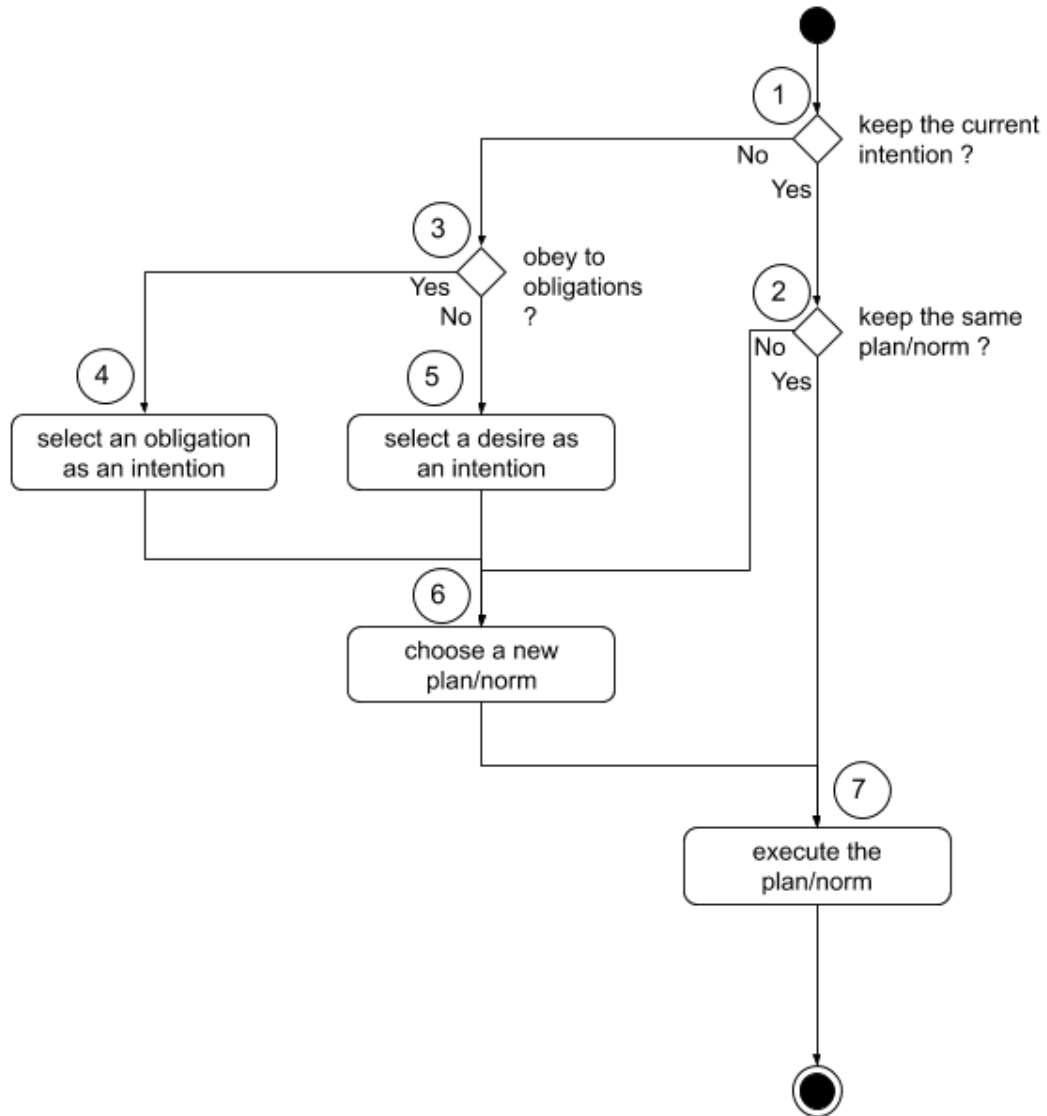 1
keep the current
intention ?
No
Yes
3
obey to
obligations
?
Yes
No
2
keep the same
plan/norm ?
No
Yes
4
select an obligation
as an intention
5
select a desire as
an intention
6
choose a new
plan/norm
7
execute the
plan/norm